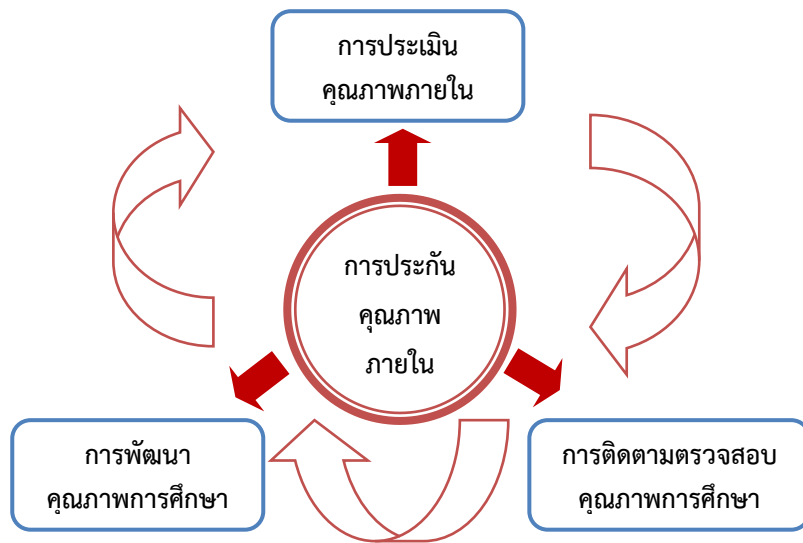 การประเมิน
คุณภาพภายใน
การประกัน
คุณภาพ
ภายใน
การพัฒนา
คุณภาพการศึกษา
การติดตามตรวจสอบ
คุณภาพการศึกษา